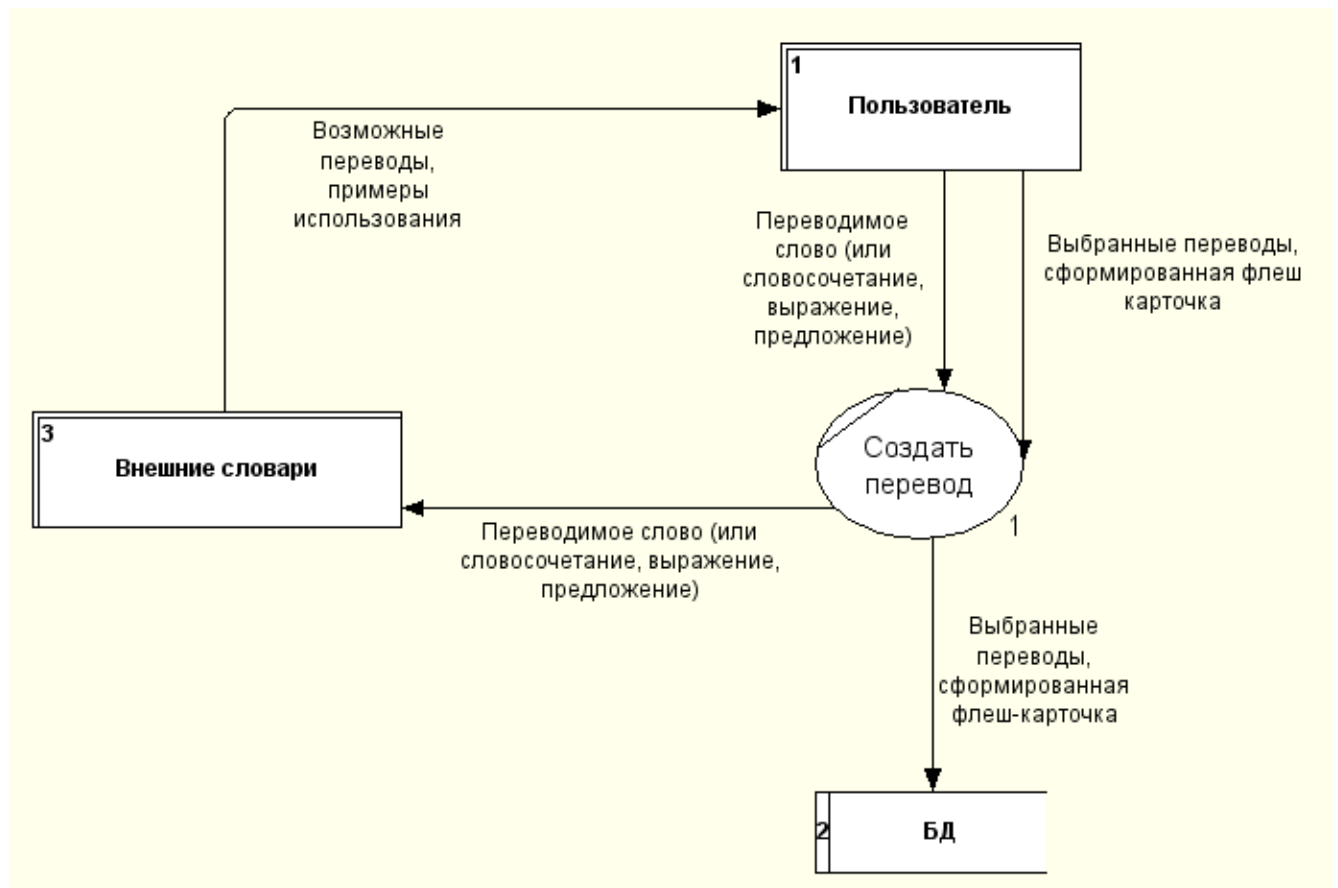 1
Пользователь
Возможные
переводы,
примеры
использования
Переводимое
слово (или
словосочетание,
выражение,
предложение)
Выбранные переводы,
сформированная флеш
карточка
3
Внешние словари
Создать
перевод
1
Переводимое слово (или
словосочетание, выражение,
предложение)
Выбранные
переводы,
сформированная
флеш-карточка
2
БД